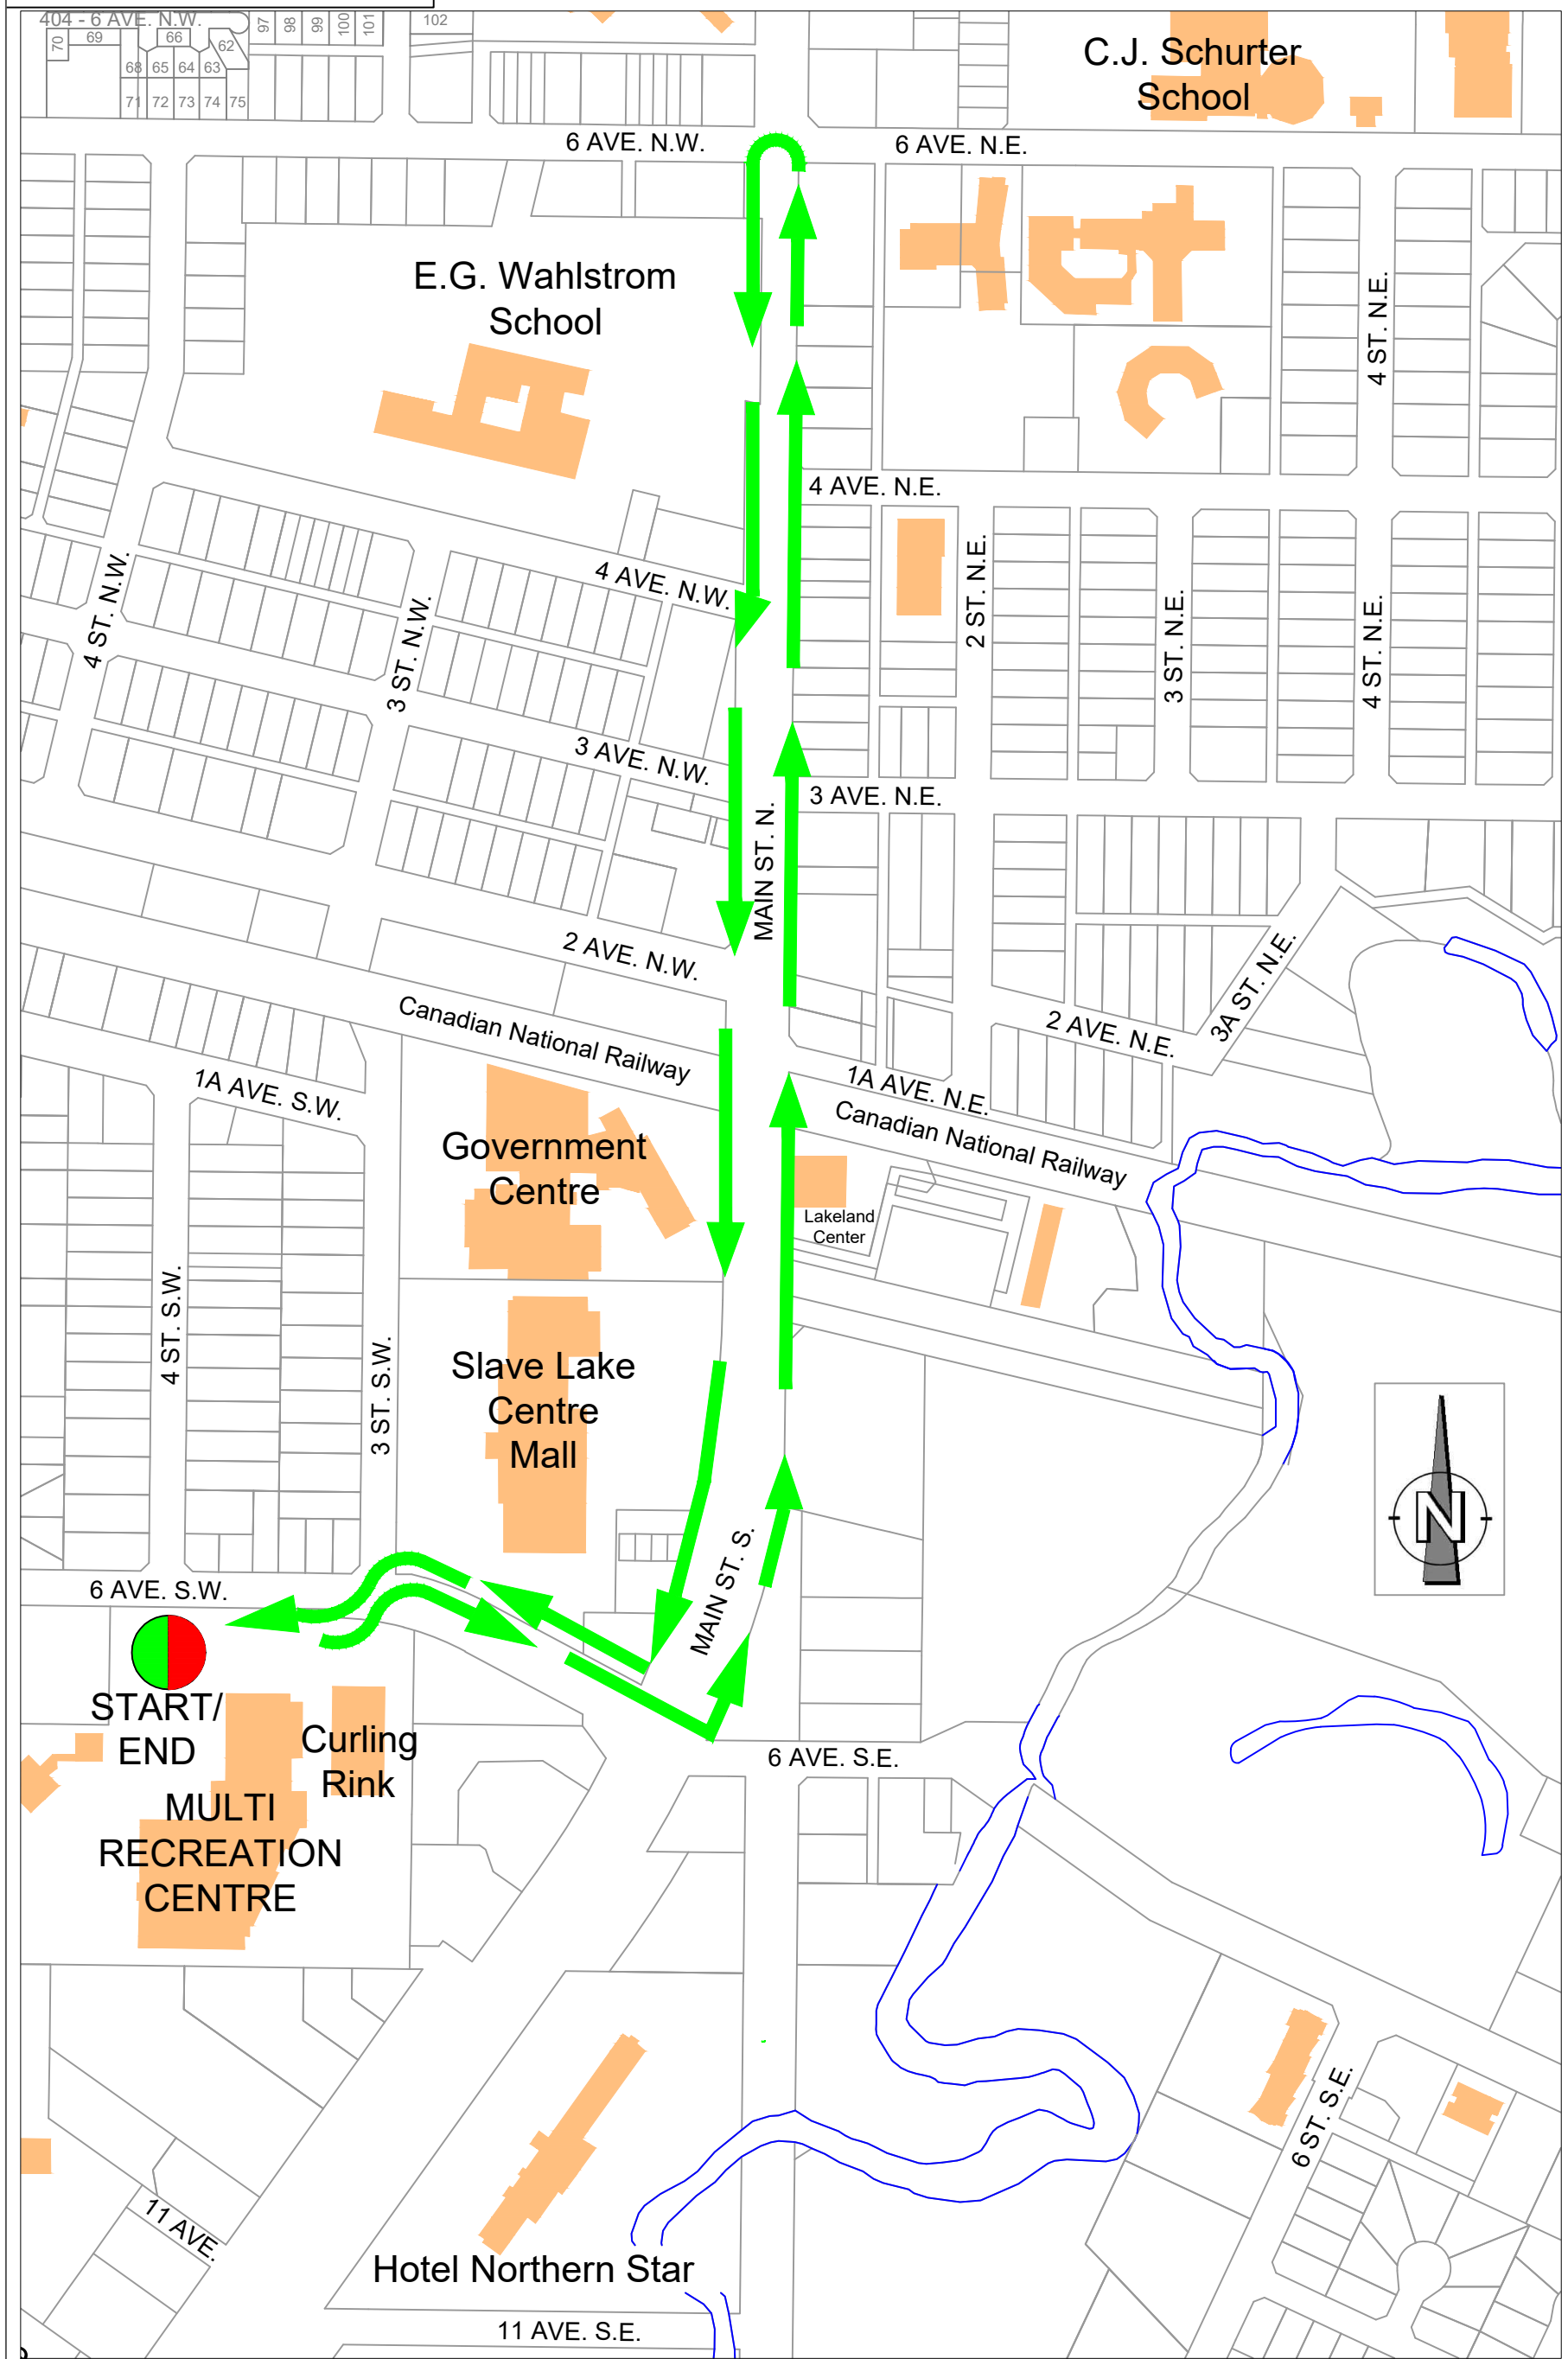 404 - 6 AVE. N.W.
70
69
66
62
68
65
64
63
71
72
73
74
75
97
98
99
100
101
102
C.J. Schurter
School
6 AVE. N.W.
6 AVE. N.E.
E.G. Wahlstrom
School
4 ST. N.E.
4 AVE. N.E.
4 AVE. N.W.
4 ST. N.W.
3 ST. N.W.
2 ST. N.E.
3 ST. N.E.
4 ST. N.E.
3 AVE. N.W.
3 AVE. N.E.
MAIN ST. N.
2 AVE. N.W.
3A ST. N.E.
2 AVE. N.E.
Canadian National Railway
1A AVE. S.W.
1A AVE. N.E.
Canadian National Railway
Government
Centre
Lakeland
Center
4 ST. S.W.
3 ST. S.W.
Slave Lake
Centre
Mall
N
MAIN ST. S.
6 AVE. S.W.
START/
END
Curling
Rink
6 AVE. S.E.
MULTI
RECREATION
CENTRE
6 ST. S.E.
11 AVE.
Hotel Northern Star
11 AVE. S.E.